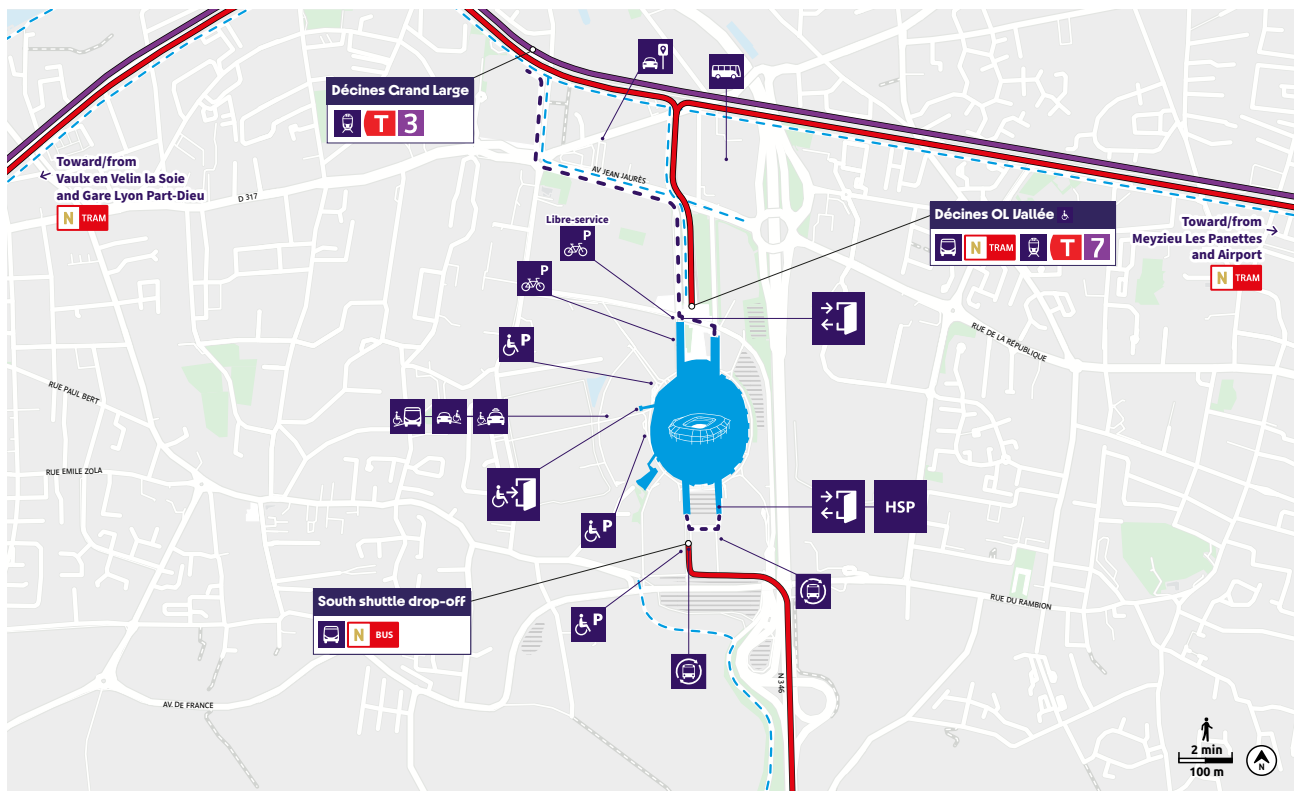 Décines Grand Large
T 3
Toward/from
Vaulx en Velin la Soie
and Gare Lyon Part-Dieu
N TRAM
D 317
AV JEAN JAURÈS
Libre-service
P
P
Décines OL Vallée
N TRAM T 7
Toward/from
Meyzieu Les Panettes
and Airport
N TRAM
RUE DE LA RÉPUBLIQUE
P
RUE PAUL BERT
RUE EMILE ZOLA
HSP
P
South shuttle drop-off
N BUS
P
RUE DU RAMBION
N 346
AV. DE FRANCE
2 min
100 m
N